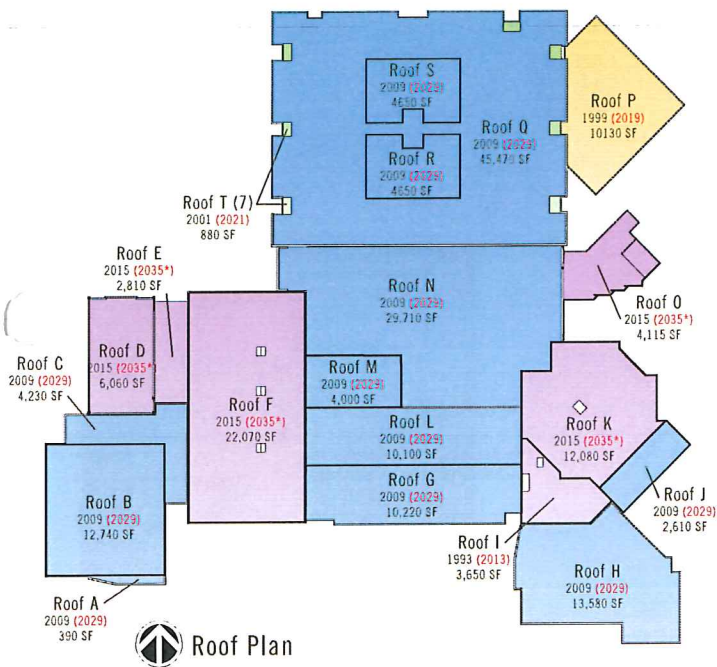 Roof S
2009 (2029)
4650 SF
Roof P
1999 (2019)
10130 SF
Roof Q
2009 (2029)
45,470 SF
Roof R
2009 (2029)
4650 SF
Roof T (7)
2001 (2021)
880 SF
Roof E
2015 (2035*)
2,810 SF
Roof N
2009 (2029)
29,710 SF
Roof O
2015 (2035*)
4,115 SF
Roof C
2009 (2029)
4,230 SF
Roof D
2015 (2035*)
6,060 SF
Roof M
2009 (2029)
4,000 SF
Roof F
2015 (2035*)
22,070 SF
Roof L
2009 (2029)
10,100 SF
Roof K
2015 (2035*)
12,080 SF
Roof G
2009 (2029)
10,220 SF
Roof B
2009 (2029)
12,740 SF
Roof J
2009 (2029)
2,610 SF
Roof I
1993 (2013)
3,650 SF
Roof H
2009 (2029)
13,580 SF
Roof A
2009 (2029)
390 SF
Roof Plan